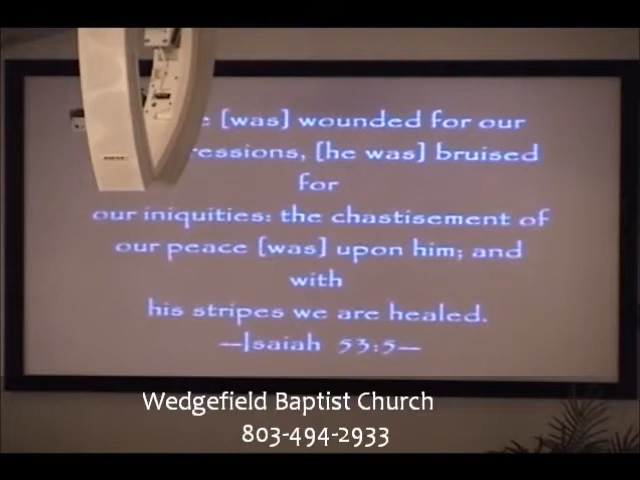 [was] wounded for our
[he was] bruised
for
our iniquities: the chastisement of
our peace [was] upon him; and
with
his stripes we are healed.
—Isaiah 53:5—
Wedgefield Baptist Church
803-494-2933